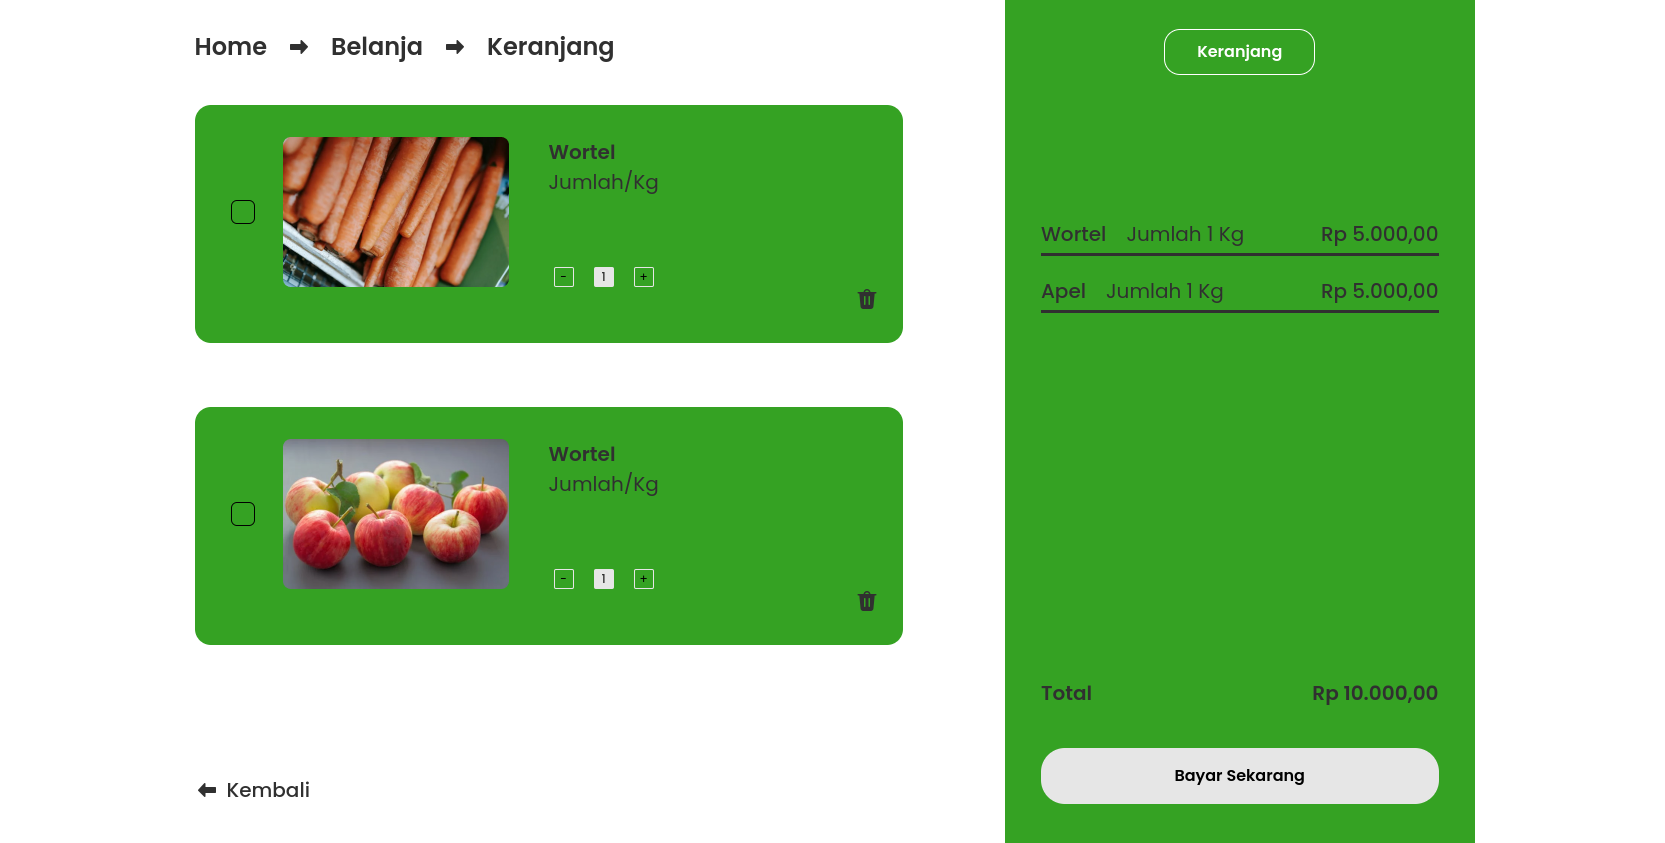 Home Belanja Keranjang
Wortel
Jumlah/Kg
- 1 +
Wortel
Jumlah/Kg
- 1 +
Kembali
Keranjang
Wortel Jumlah 1 Kg Rp 5.000,00
Apel Jumlah 1 Kg Rp 5.000,00
Total Rp 10.000,00
Bayar Sekarang